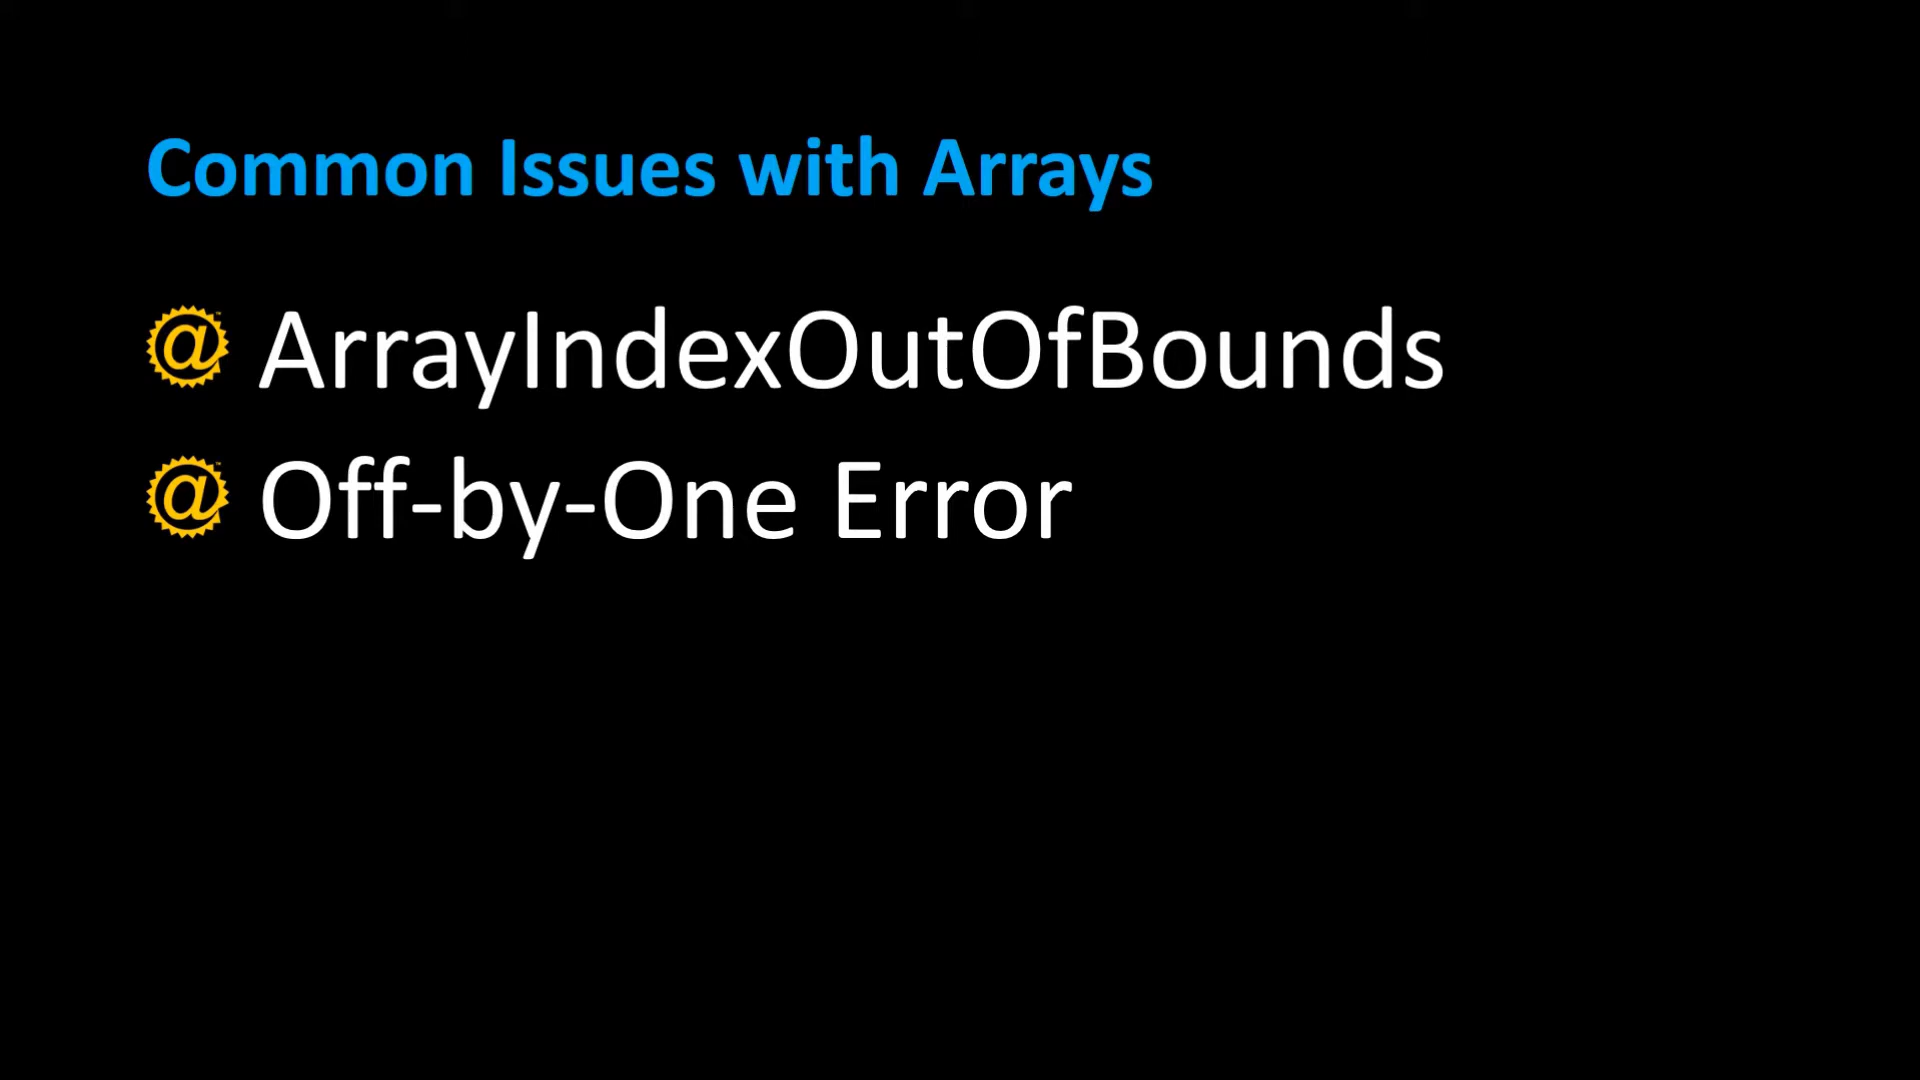 Common Issues with Arrays
@ ArrayIndexOutOfBounds
@ Off-by-One Error